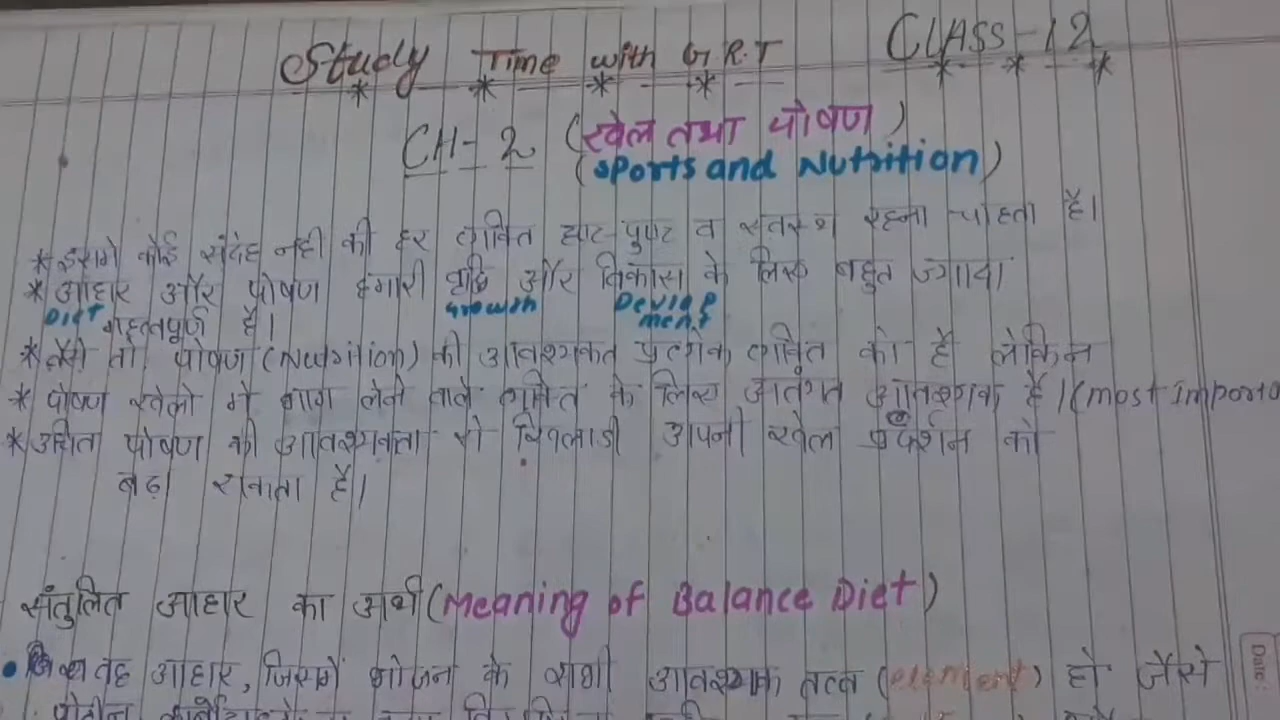 Study Time with G.R.T CLASS-12
CH-2 (खेल तथा पोषण)
(Sports and Nutrition)
* इसमे कोई संदेह नही की हर व्यक्ति हष्ट-पुष्ट व स्वस्थ रहना चाहता है।
* आहार और पोषण हमारी वृद्धि और विकास के लिए बहुत ज्यादा
Diet Growth Development
महत्वपूर्ण है।
* वैसे तो पोषण (Nutrition) की आवश्यकत प्रत्येक व्यक्ति को है लेकिन
* पोषण खेलो मे भाग लेने वाले व्यक्ति के लिए अत्यंत आवश्यक है। (most importa
* उचित पोषण की आवश्यकता से खिलाडी अपनी खेल प्रदर्शन को
बढ़ा सकता है।
संतुलित आहार का अर्थ (Meaning of Balance Diet)
• वह आहार, जिसमें भोजन के सभी आवश्यक तत्व (element) हो जैसे
Date: